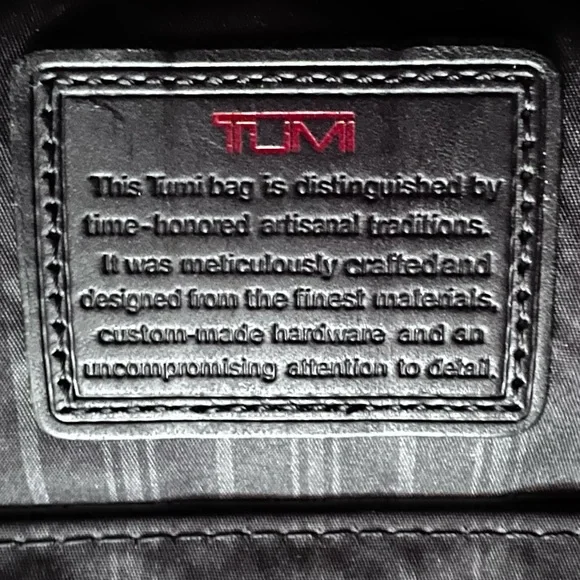 TUMI
This Tumi bag is distinguished by
time-honored artisanal traditions.
It was meticulously crafted and
designed from the finest materials,
custom-made hardware and an
uncompromising attention to detail.